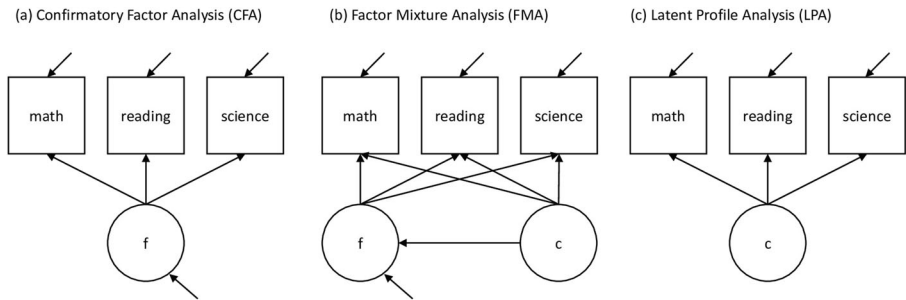 (a) Confirmatory Factor Analysis (CFA)
(b) Factor Mixture Analysis (FMA)
(c) Latent Profile Analysis (LPA)
math
reading
science
math
reading
science
math
reading
science
f
f
c
c